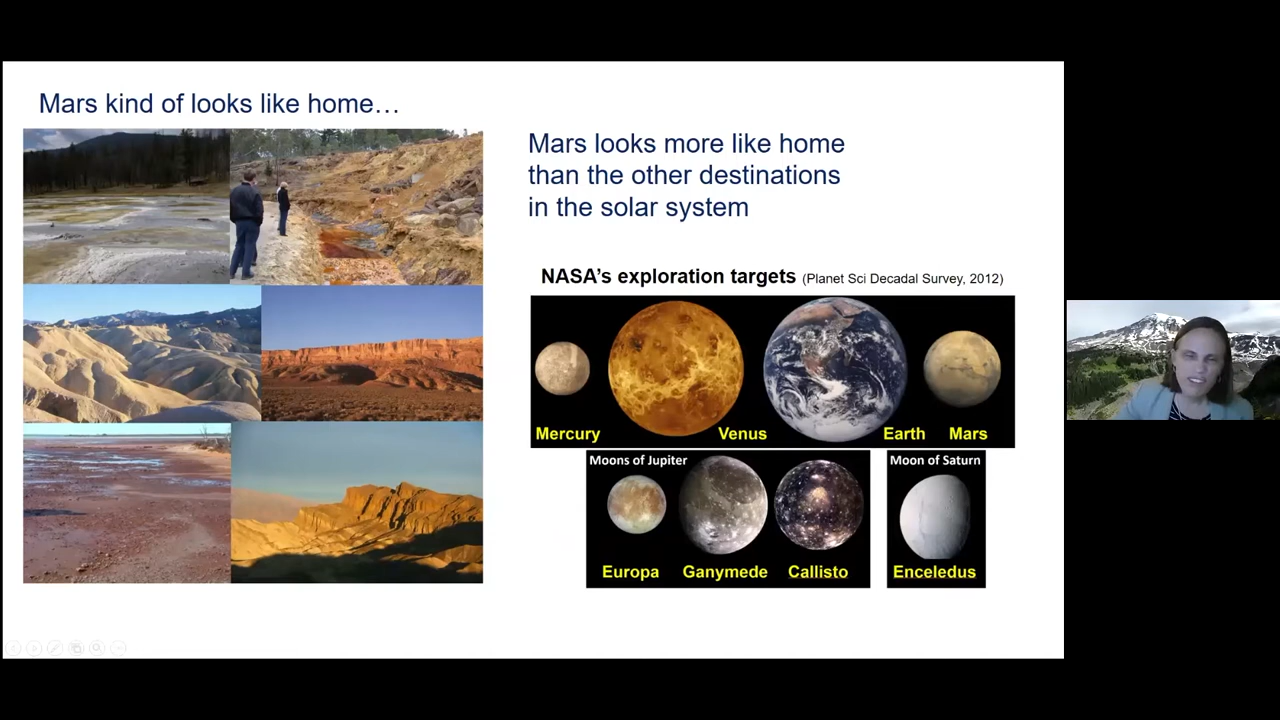 Mars kind of looks like home…
Mars looks more like home
than the other destinations
in the solar system
NASA’s exploration targets (Planet Sci Decadal Survey, 2012)
Mercury
Venus
Earth
Mars
Moons of Jupiter
Moon of Saturn
Europa
Ganymede
Callisto
Enceledus